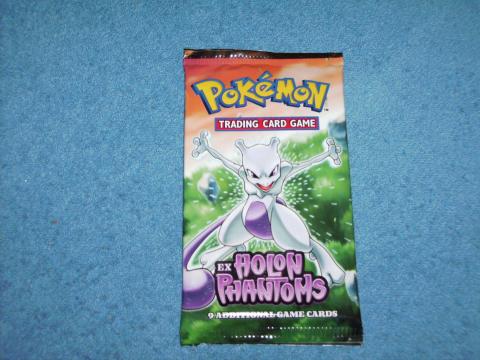 POKéMON
TRADING CARD GAME
EX HOLON
PHANTOMS
9 ADDITIONAL GAME CARDS